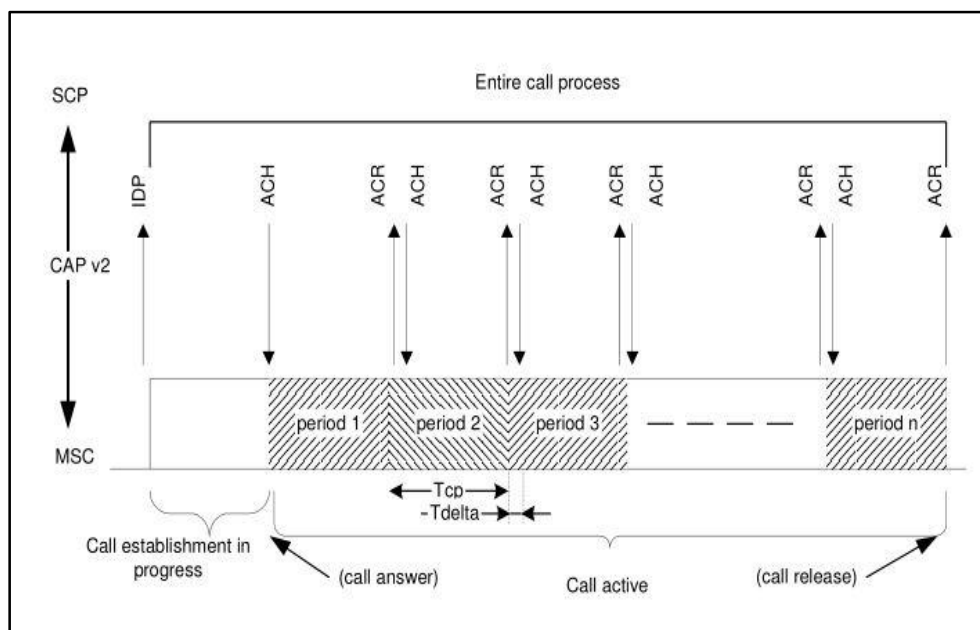 Entire call process
SCP
IDP
ACH
ACR
ACH
ACR
ACH
ACR
ACH
ACR
ACH
ACR
CAP v2
period 1
period 2
period 3
period n
MSC
Tcp
Tdelta
Call establishment in
progress
(call answer)
Call active
(call release)